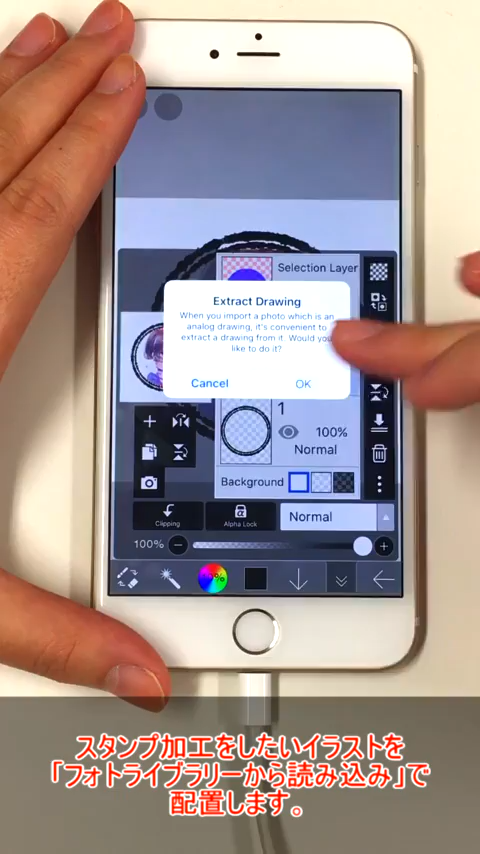 Selection Layer
Extract Drawing
When you import a photo which is an
analog drawing, it's convenient to
extract a drawing from it. Would you
like to do it?
Cancel
OK
1
100%
Normal
Background
Clipping
Alpha Lock
Normal
100%
スタンプ加工をしたいイラストを
「フォトライブラリーから読み込み」で
配置します。